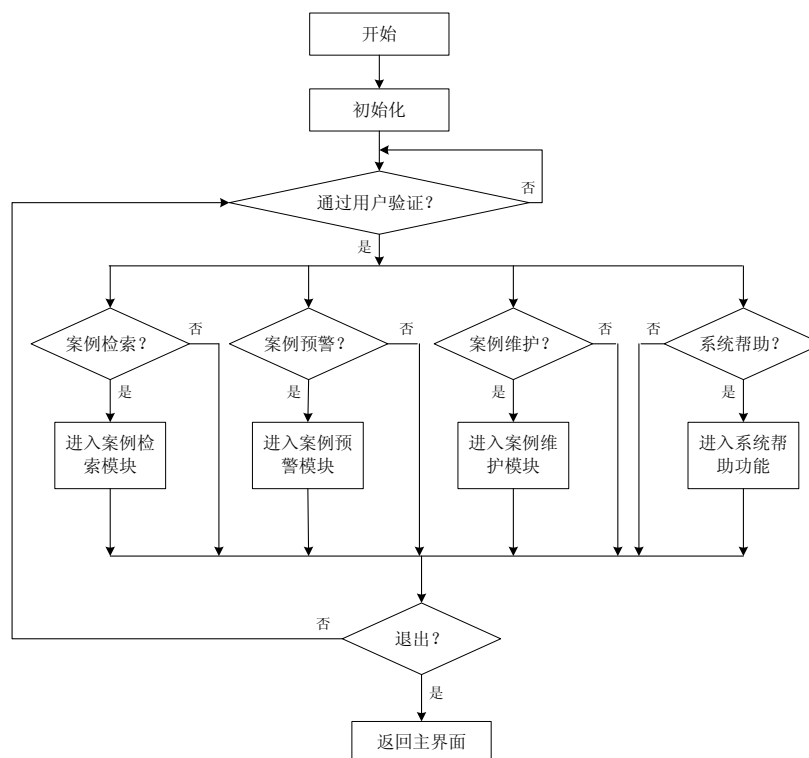 开始
初始化
通过用户验证？
否
是
案例检索？
否
案例预警？
否
案例维护？
否
系统帮助？
否
是
是
是
是
进入案例检
索模块
进入案例预
警模块
进入案例维
护模块
进入系统帮
助功能
退出？
否
是
返回主界面